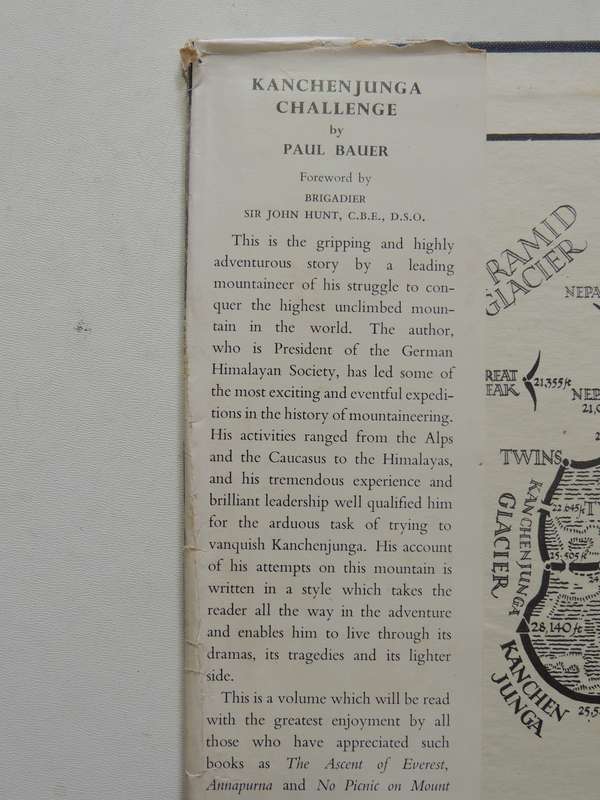 KANCHENJUNGA
CHALLENGE
by
PAUL BAUER
Foreword by
BRIGADIER
SIR JOHN HUNT, C.B.E., D.S.O.
This is the gripping and highly
adventurous story by a leading
mountaineer of his struggle to con-
quer the highest unclimbed moun-
tain in the world. The author,
who is President of the German
Himalayan Society, has led some of
the most exciting and eventful expedi-
tions in the history of mountaineering.
His activities ranged from the Alps
and the Caucasus to the Himalayas,
and his tremendous experience and
brilliant leadership well qualified him
for the arduous task of trying to
vanquish Kanchenjunga. His account
of his attempts on this mountain is
written in a style which takes the
reader all the way in the adventure
and enables him to live through its
dramas, its tragedies and its lighter
side.
This is a volume which will be read
with the greatest enjoyment by all
those who have appreciated such
books as The Ascent of Everest,
Annapurna and No Picnic on Mount
RAMID
GLACIER
NEPA
REAT
EAK
21,355ft
NEP
21,0
TWINS
22,645ft
KANCHENJUNGA
GLACIER
25,505 ft
28,140 ft
KANCHEN
JUNGA
25,5